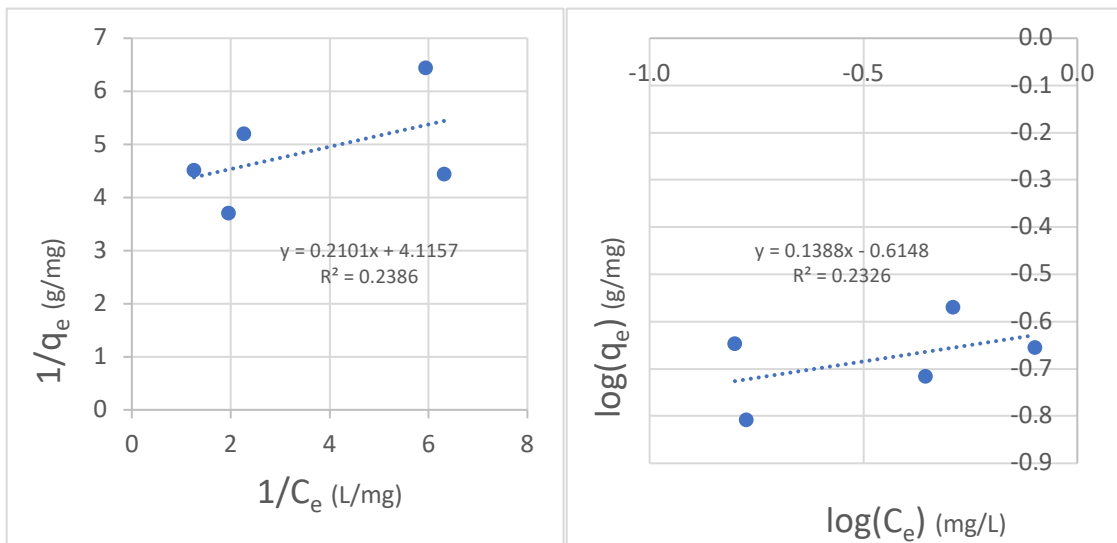 7
6
5
4
3
2
1
0
0 2 4 6 8
1/qe (g/mg)
1/Ce (L/mg)
y = 0.2101x + 4.1157
R² = 0.2386
0.0
-0.1
-0.2
-0.3
-0.4
-0.5
-0.6
-0.7
-0.8
-0.9
-1.0 -0.5 0.0
log(qe) (g/mg)
log(Ce) (mg/L)
y = 0.1388x - 0.6148
R² = 0.2326